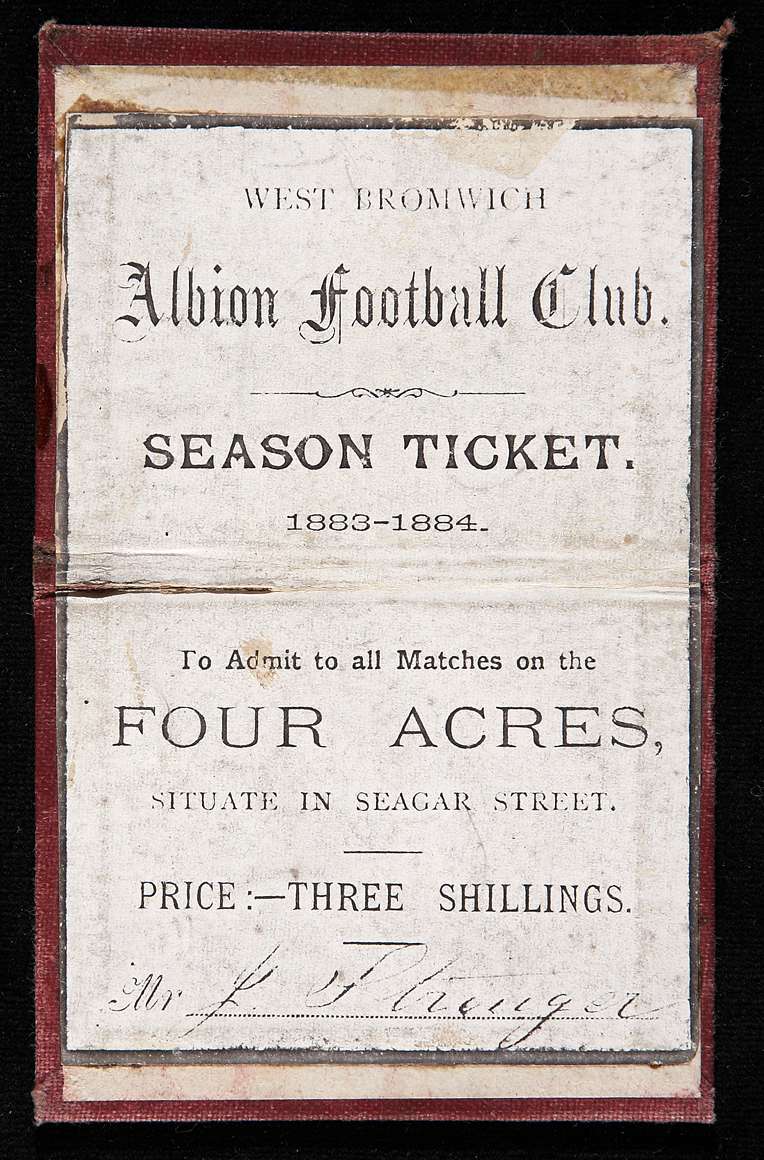 WEST BROMWICH
Albion Football Club.
SEASON TICKET.
1883-1884.
To Admit to all Matches on the
FOUR ACRES,
SITUATE IN SEAGAR STREET.
PRICE:—THREE SHILLINGS.
Mr J Stronger